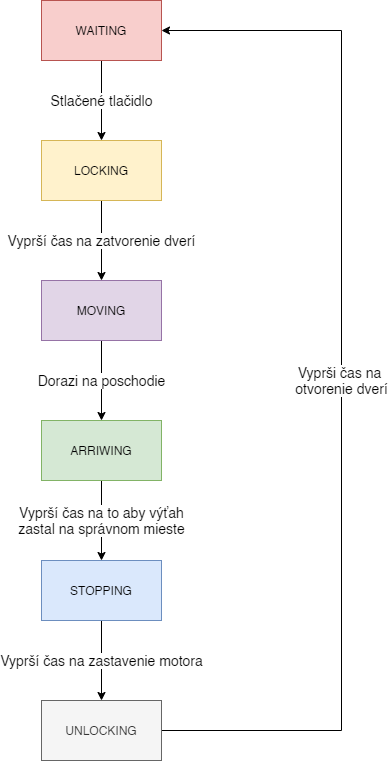 WAITING
Stlačené tlačidlo
LOCKING
Vyprší čas na zatvorenie dverí
MOVING
Dorazi na poschodie
Vyprši čas na
otvorenie dverí
ARRIWING
Vyprší čas na to aby výťah
zastal na správnom mieste
STOPPING
Vyprší čas na zastavenie motora
UNLOCKING